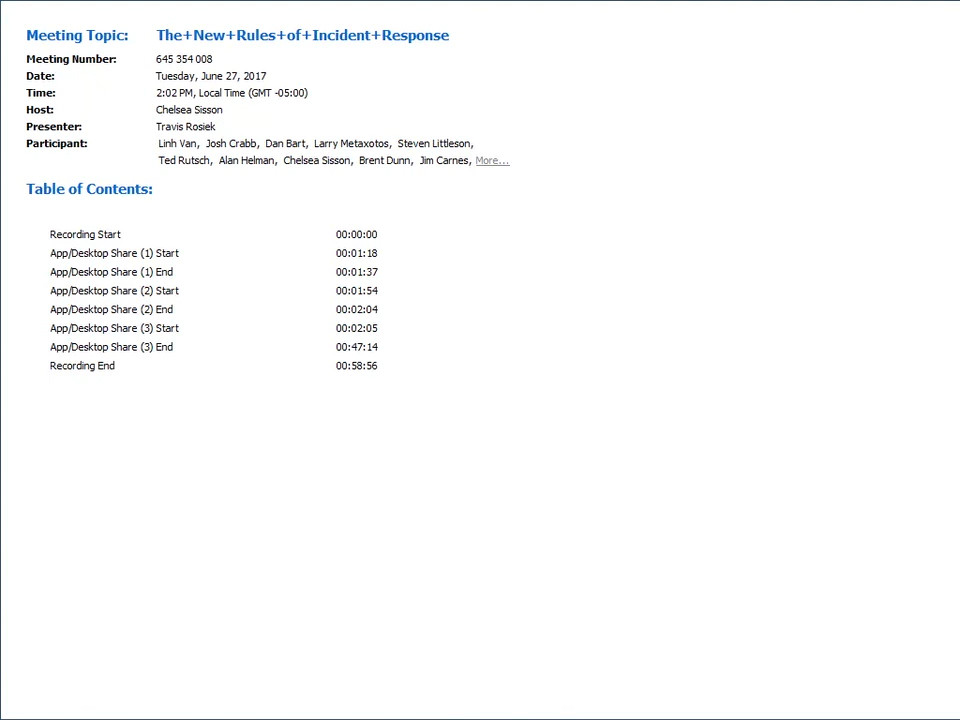 Meeting Topic: The+New+Rules+of+Incident+Response
Meeting Number: 645 354 008
Date: Tuesday, June 27, 2017
Time: 2:02 PM, Local Time (GMT -05:00)
Host: Chelsea Sisson
Presenter: Travis Rosiek
Participant: Linh Van, Josh Crabb, Dan Bart, Larry Metaxotos, Steven Littleson,
Ted Rutsch, Alan Helman, Chelsea Sisson, Brent Dunn, Jim Carnes, More...
Table of Contents:
Recording Start 00:00:00
App/Desktop Share (1) Start 00:01:18
App/Desktop Share (1) End 00:01:37
App/Desktop Share (2) Start 00:01:54
App/Desktop Share (2) End 00:02:04
App/Desktop Share (3) Start 00:02:05
App/Desktop Share (3) End 00:47:14
Recording End 00:58:56